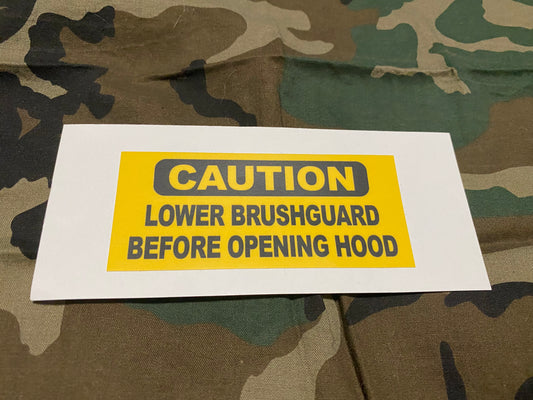 CAUTION
LOWER BRUSHGUARD
BEFORE OPENING HOOD